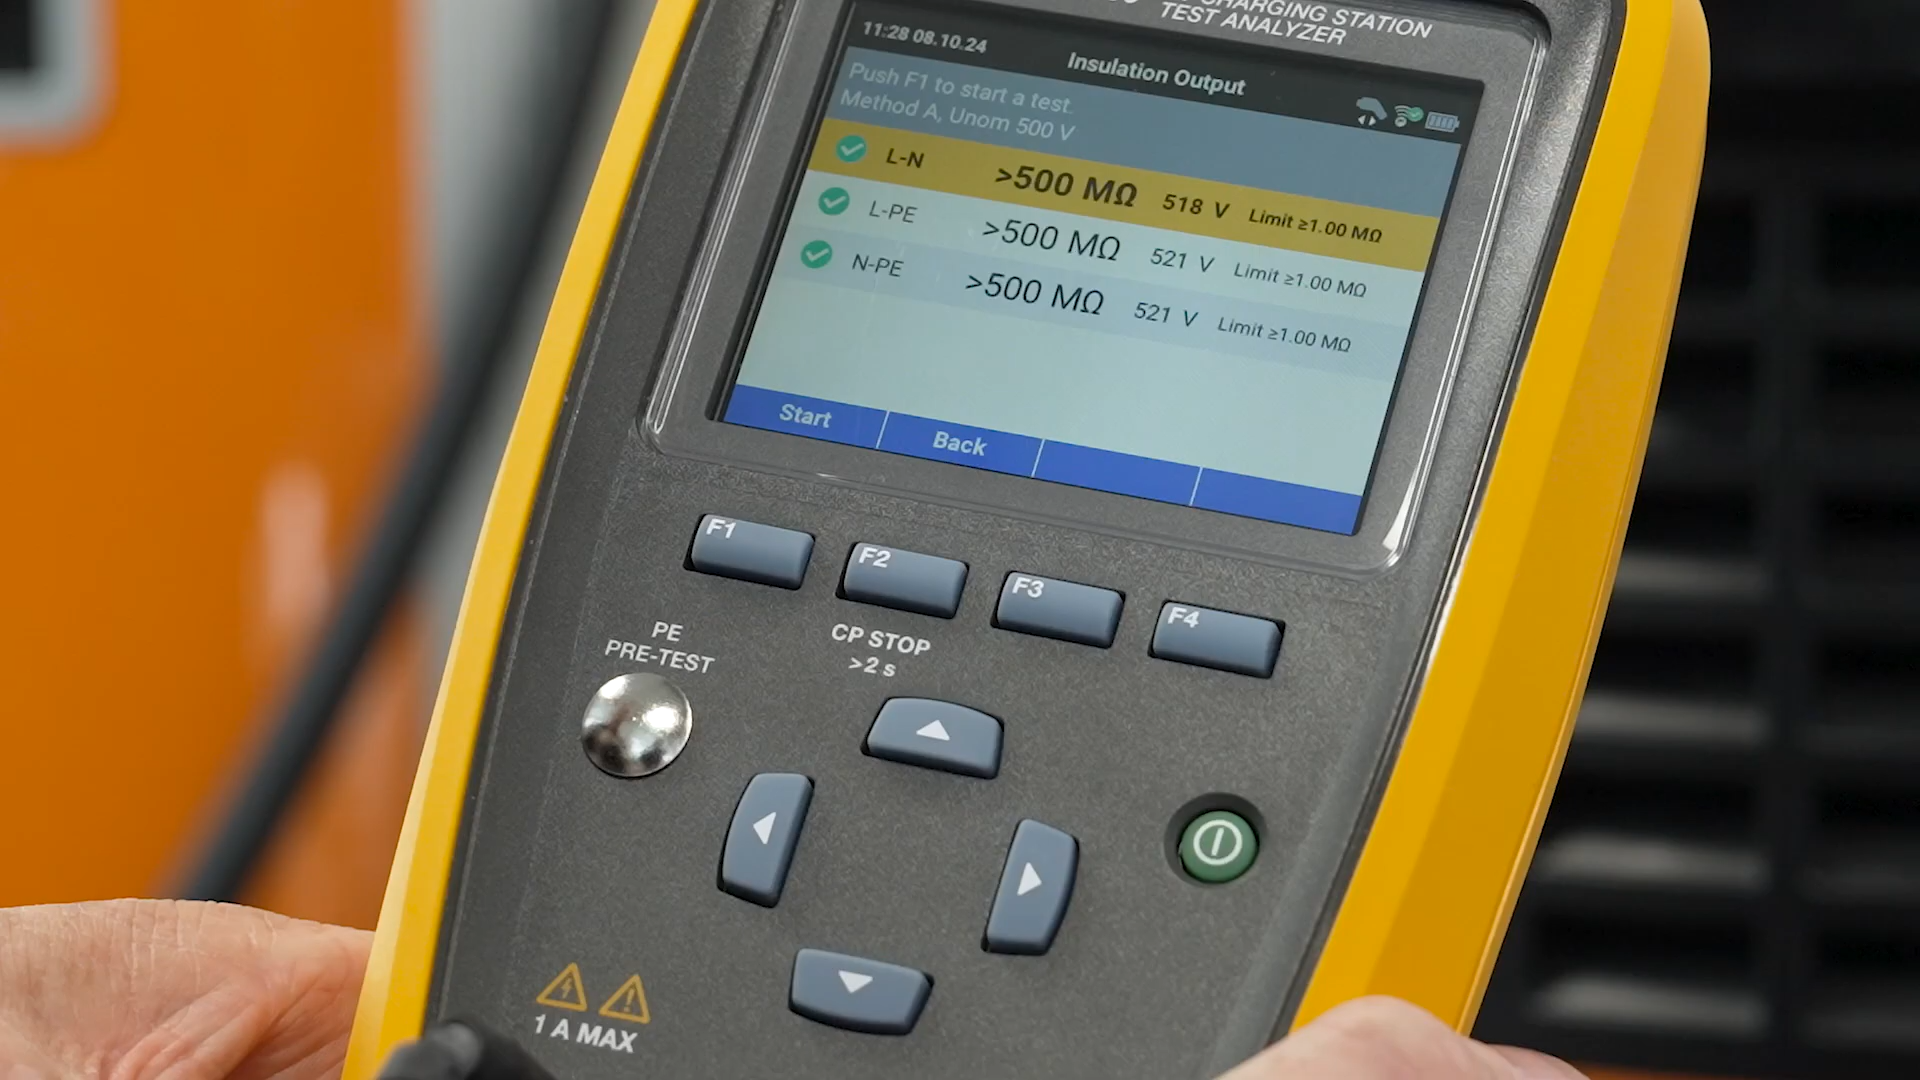 CHARGING STATION
TEST ANALYZER
11:28 08.10.24
Insulation Output
Push F1 to start a test.
Method A, Unom 500 V
L-N >500 MΩ 518 V Limit ≥1.00 MΩ
L-PE >500 MΩ 521 V Limit ≥1.00 MΩ
N-PE >500 MΩ 521 V Limit ≥1.00 MΩ
Start Back
F1 F2 F3 F4
PE
PRE-TEST
CP STOP
>2 s
1 A MAX